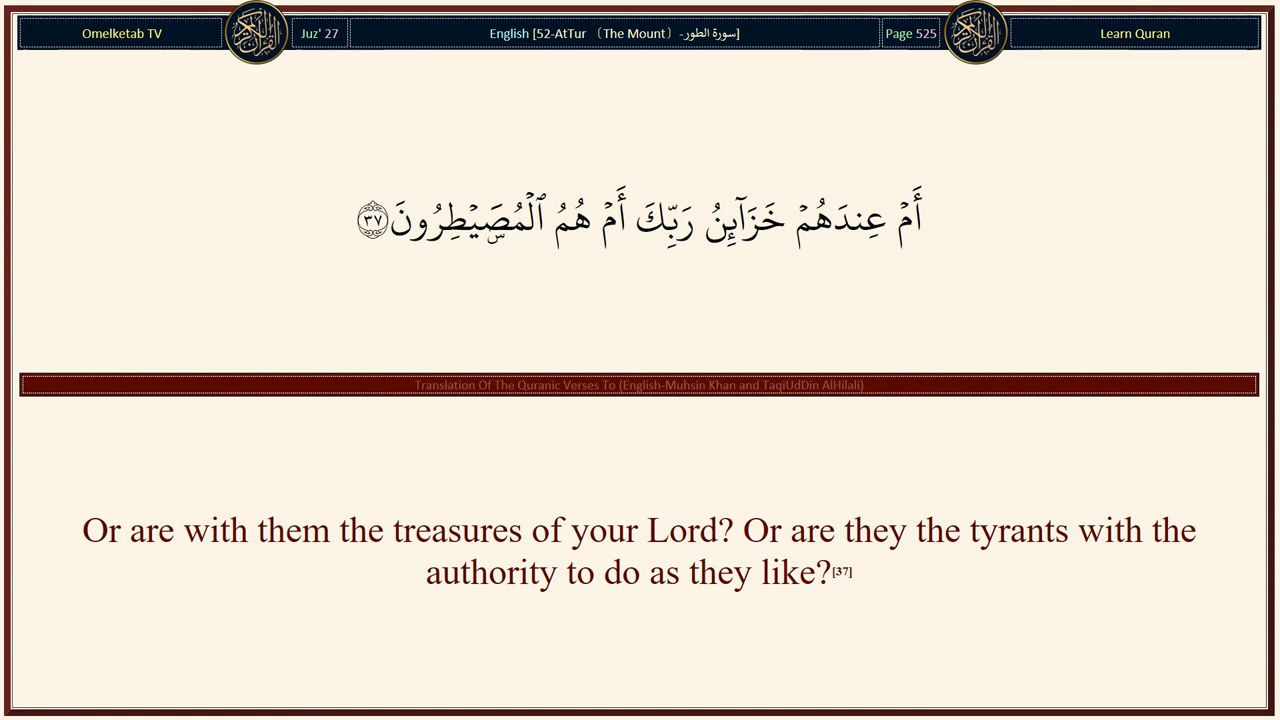 Omelketab TV
Juz' 27
English [52-AtTur （The Mount）-سورة الطور]
Page 525
Learn Quran
أَمۡ عِندَهُمۡ خَزَآئِنُ رَبِّكَ أَمۡ هُمُ ٱلۡمُصَۜيۡطِرُونَ ٣٧
Translation Of The Quranic Verses To (English-Muhsin Khan and TaqiUdDin AlHilali)
Or are with them the treasures of your Lord? Or are they the tyrants with the
authority to do as they like?[37]